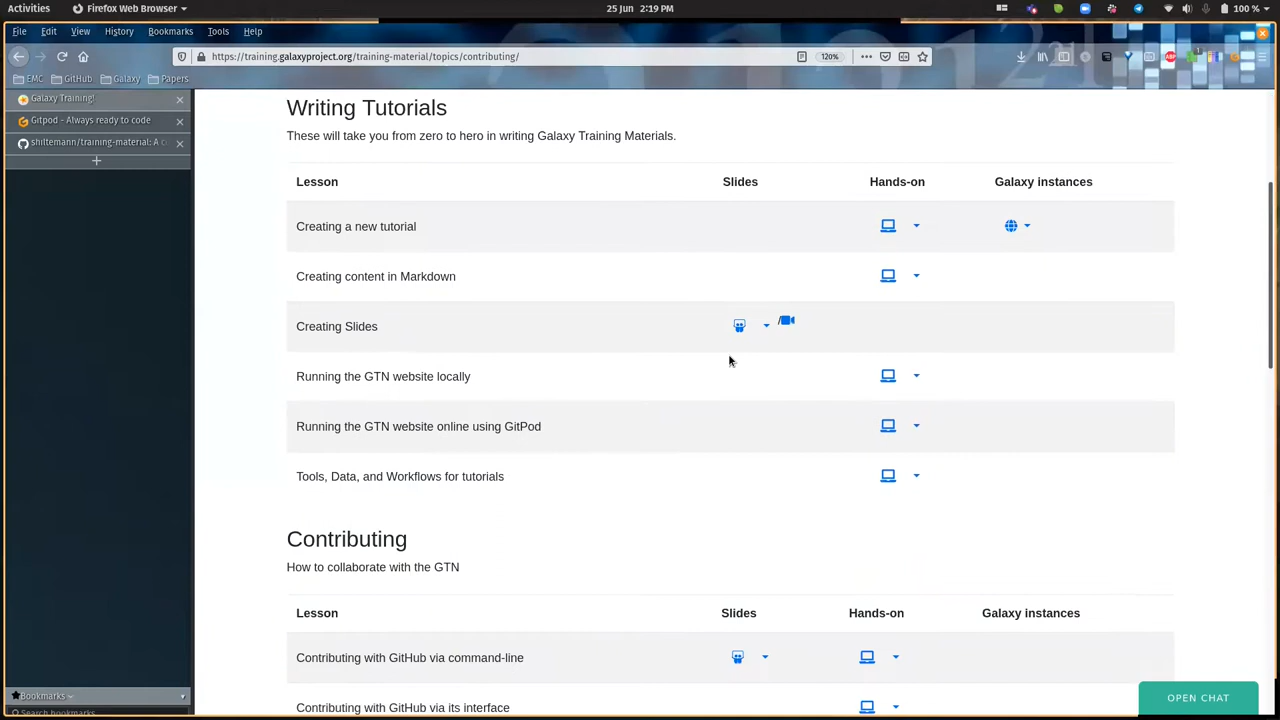 Activities
Firefox Web Browser
25 Jun 2:19 PM
100 %
File Edit View History Bookmarks Tools Help
https://training.galaxyproject.org/training-material/topics/contributing/
120%
EMC GitHub Galaxy Papers
Galaxy Training!
Gitpod - Always ready to code
shiltemann/training-material: A c
Writing Tutorials
These will take you from zero to hero in writing Galaxy Training Materials.
Lesson Slides Hands-on Galaxy instances
Creating a new tutorial
Creating content in Markdown
Creating Slides
/
Running the GTN website locally
Running the GTN website online using GitPod
Tools, Data, and Workflows for tutorials
Contributing
How to collaborate with the GTN
Lesson Slides Hands-on Galaxy instances
Contributing with GitHub via command-line
Contributing with GitHub via its interface
Bookmarks
Search bookmarks
OPEN CHAT